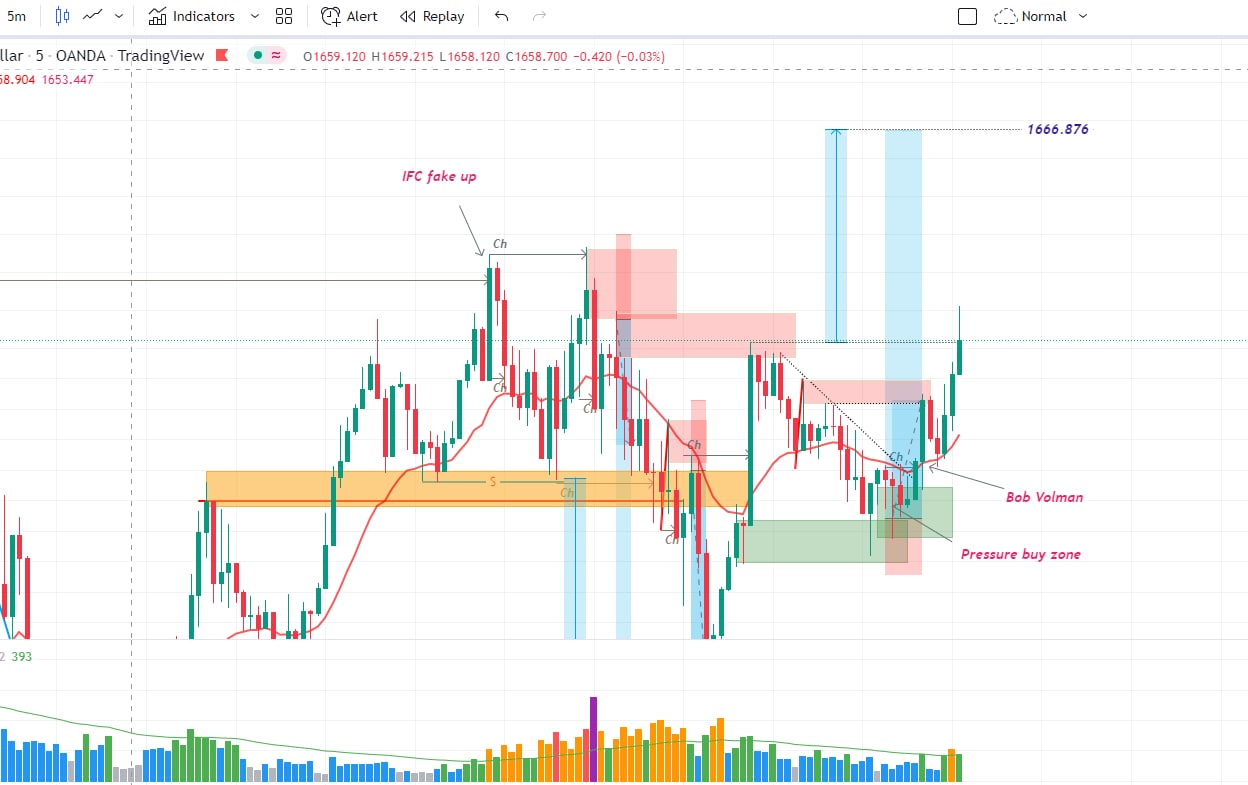 5m Indicators Alert Replay Normal
llar · 5 · OANDA · TradingView O1659.120 H1659.215 L1658.120 C1658.700 −0.420 (−0.03%)
58.904 1653.447
1666.876
IFC fake up
Ch
Ch
Ch
Ch
Ch
S
Ch
Bob Volman
Ch
Pressure buy zone
2 393